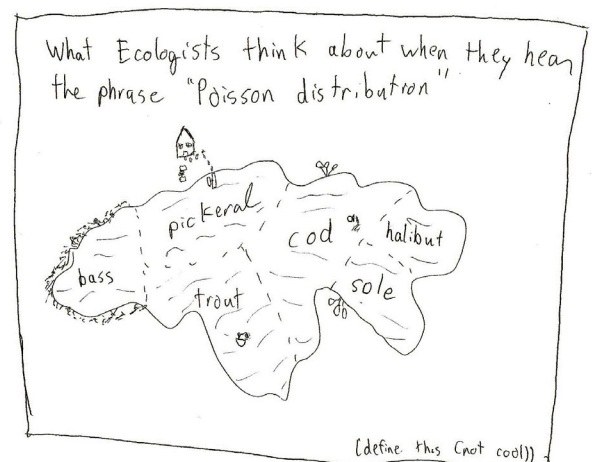 What Ecologists think about when they hear
the phrase "Poisson distribution"
pickeral
cod
halibut
bass
trout
sole
(define this (not cool))